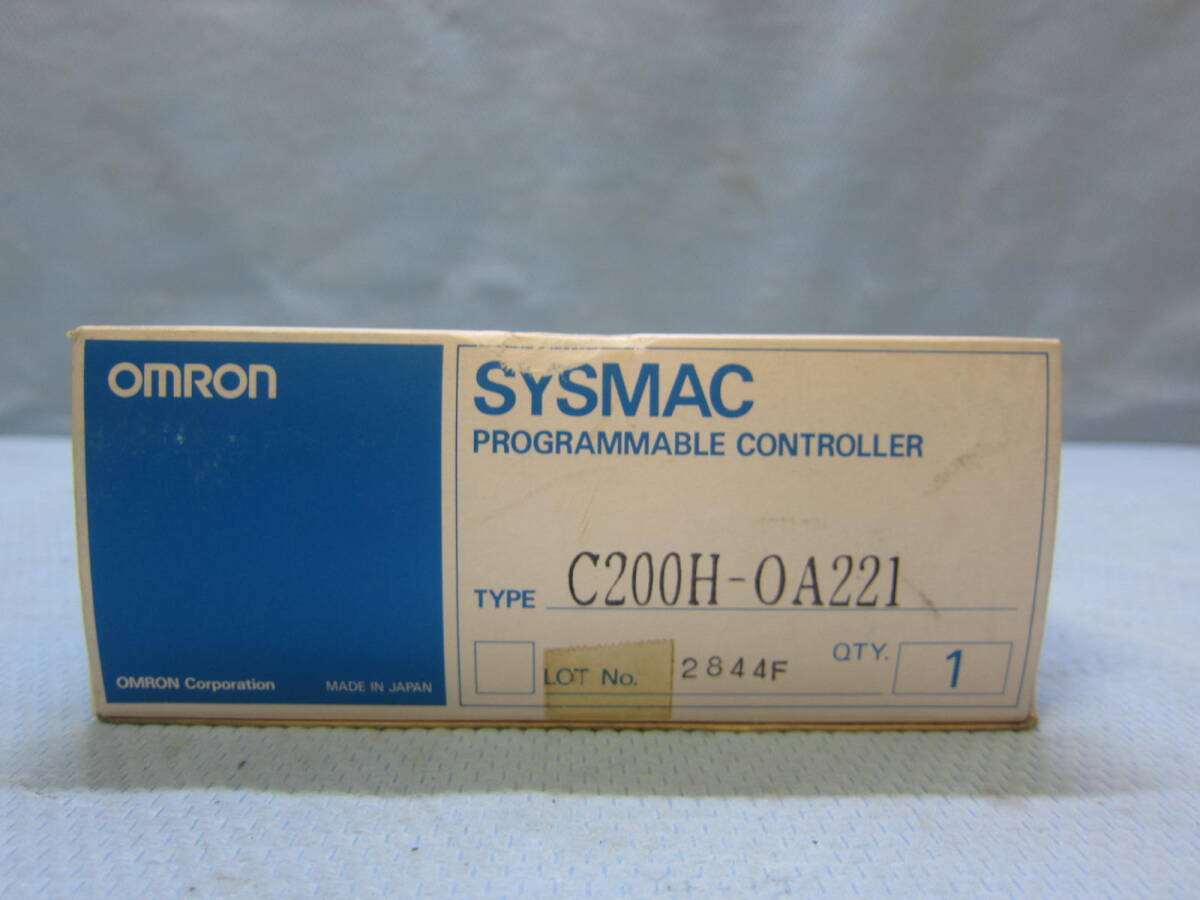 OMRON
SYSMAC
PROGRAMMABLE CONTROLLER
TYPE C200H-OA221
LOT No. 2844F QTY. 1
OMRON Corporation MADE IN JAPAN